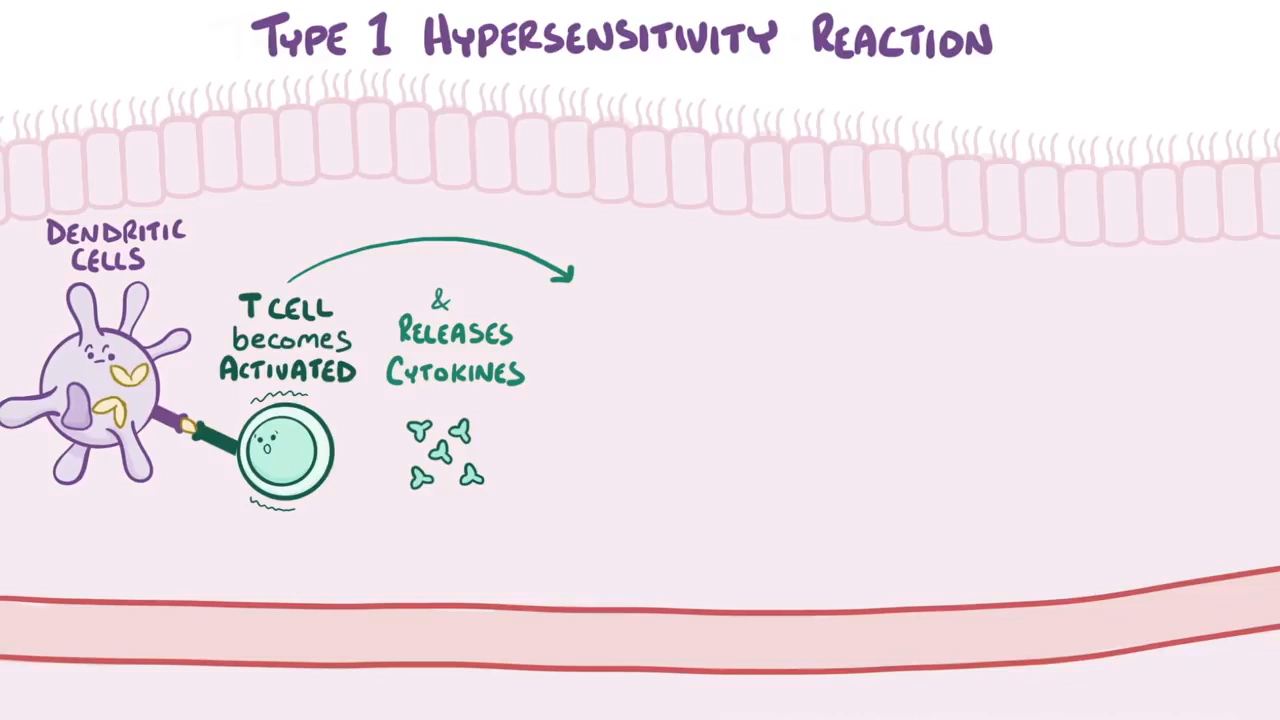 TYPE 1 HYPERSENSITIVITY REACTION
DENDRITIC
CELLS
T CELL
becomes
ACTIVATED
&
RELEASES
CYTOKINES